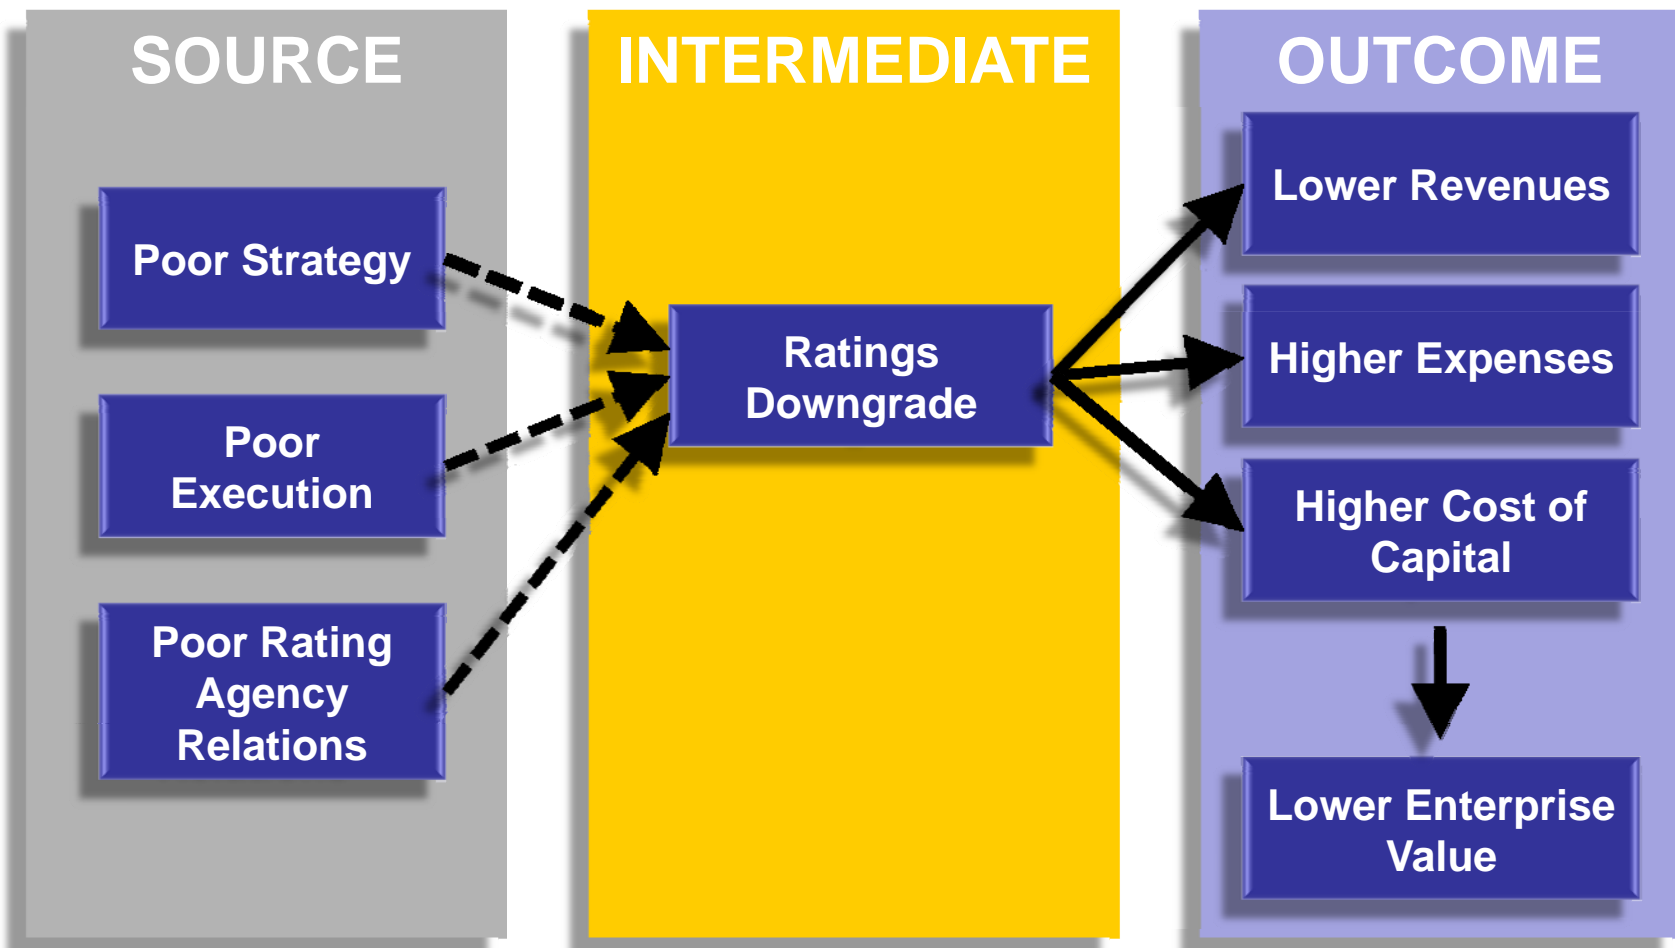 SOURCE
INTERMEDIATE
OUTCOME
Poor Strategy
Poor
Execution
Poor Rating
Agency
Relations
Ratings
Downgrade
Lower Revenues
Higher Expenses
Higher Cost of
Capital
Lower Enterprise
Value